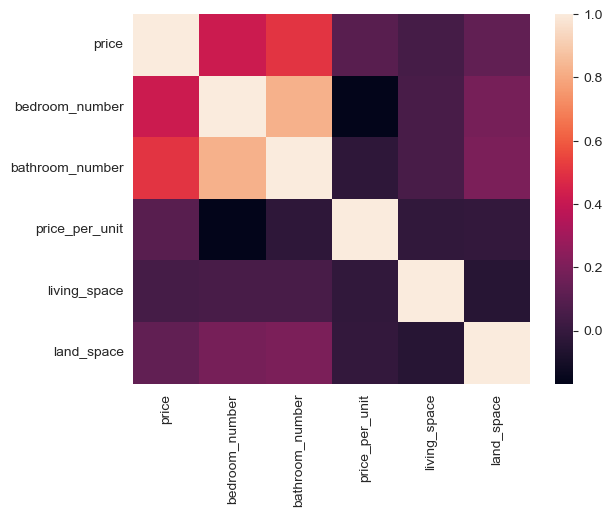 price
bedroom_number
bathroom_number
price_per_unit
living_space
land_space
price
bedroom_number
bathroom_number
price_per_unit
living_space
land_space
1.0
0.8
0.6
0.4
0.2
0.0